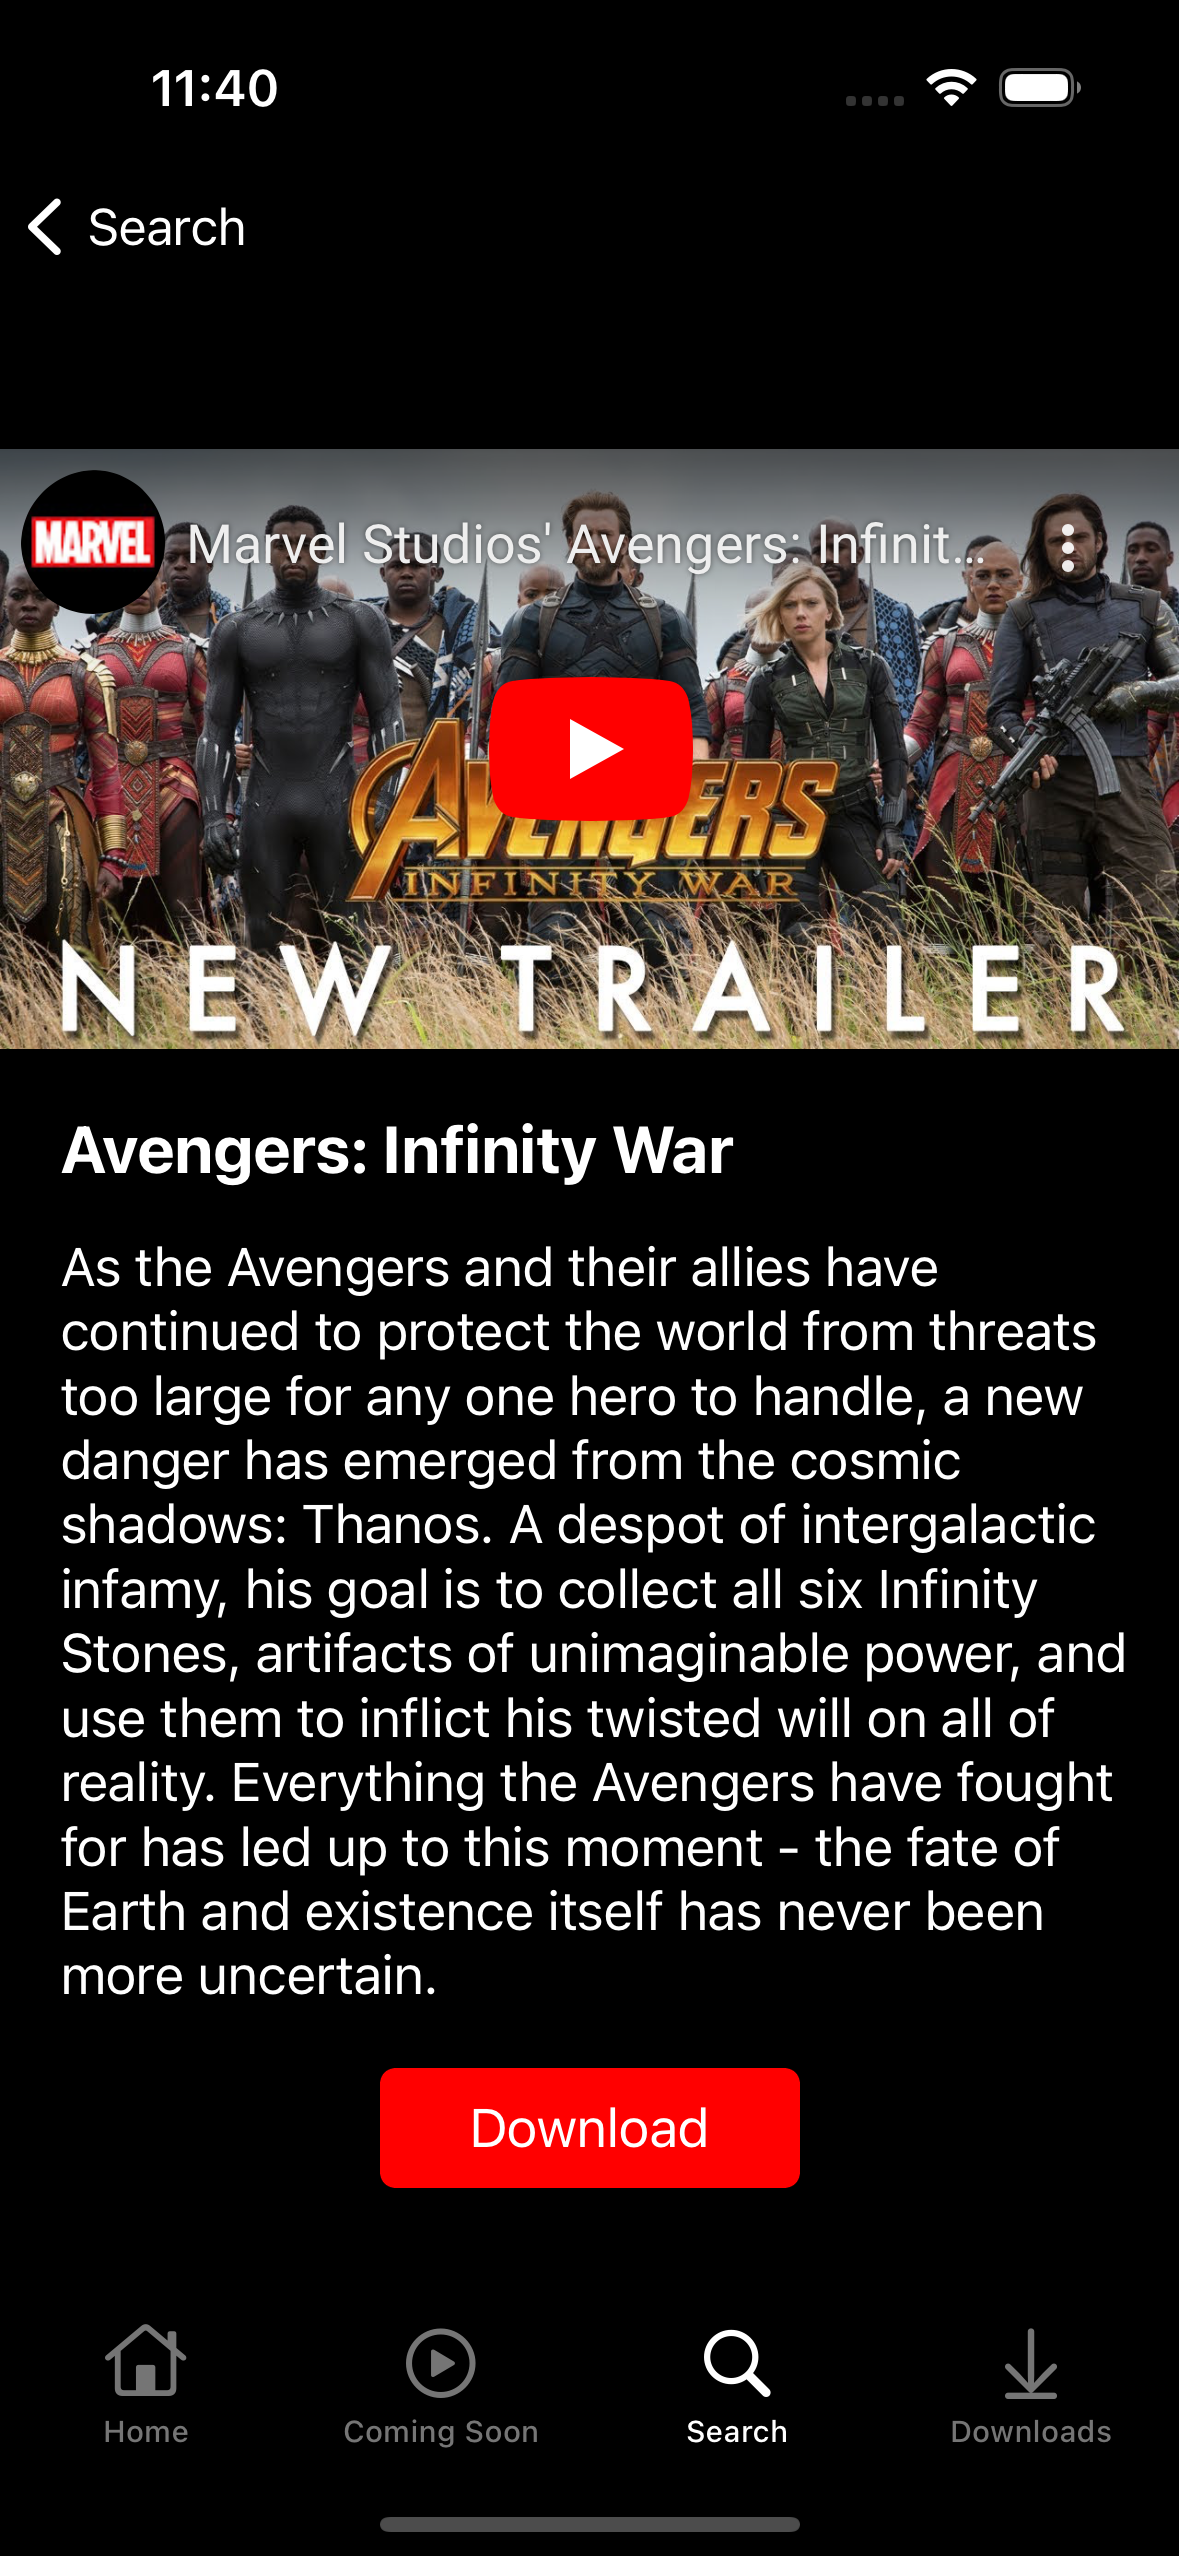 11:40
Search
MARVEL
Marvel Studios' Avengers: Infinit...
AVENGERS
INFINITY WAR
NEW TRAILER
Avengers: Infinity War
As the Avengers and their allies have
continued to protect the world from threats
too large for any one hero to handle, a new
danger has emerged from the cosmic
shadows: Thanos. A despot of intergalactic
infamy, his goal is to collect all six Infinity
Stones, artifacts of unimaginable power, and
use them to inflict his twisted will on all of
reality. Everything the Avengers have fought
for has led up to this moment - the fate of
Earth and existence itself has never been
more uncertain.
Download
Home
Coming Soon
Search
Downloads